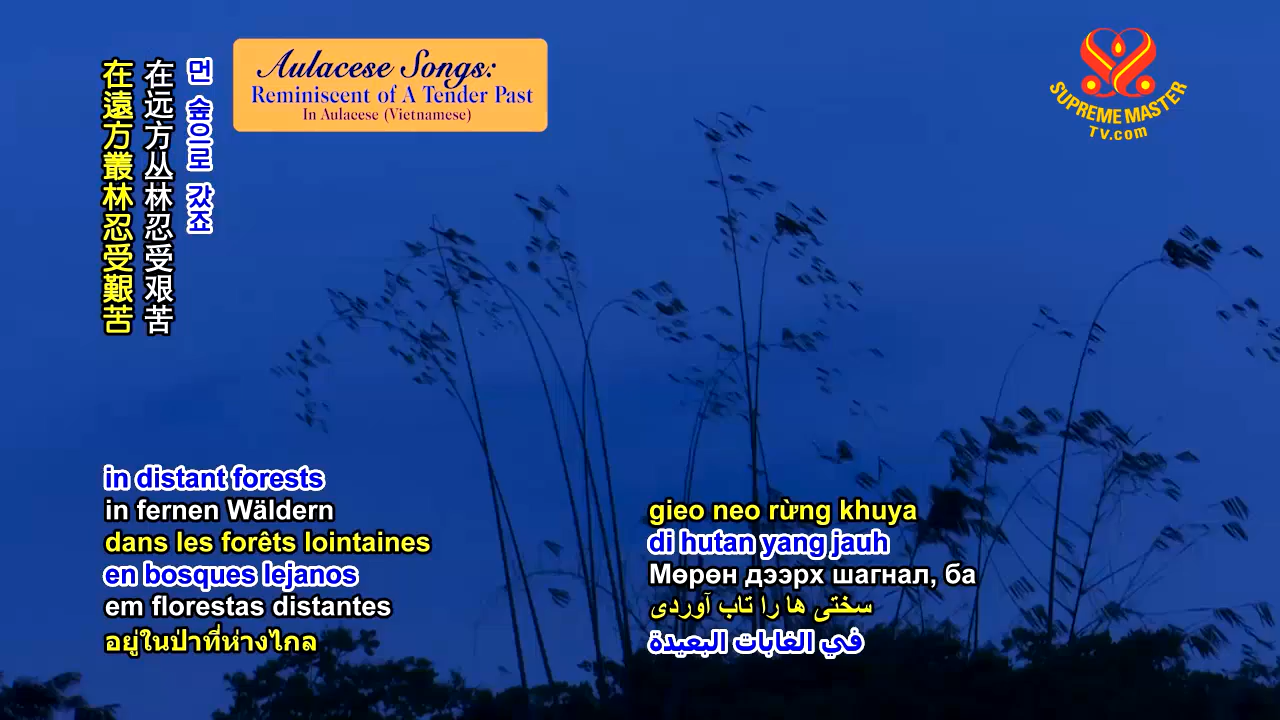 Aulacese Songs:
Reminiscent of A Tender Past
In Aulacese (Vietnamese)
SUPREME MASTER
TV.com
먼 숲으로 갔죠
在远方丛林忍受艰苦
在遠方叢林忍受艱苦
in distant forests
in fernen Wäldern
dans les forêts lointaines
en bosques lejanos
em florestas distantes
อยู่ในป่าที่ห่างไกล
gieo neo rừng khuya
di hutan yang jauh
Мөрөн дээрх шагнал, ба
سختی ها را تاب آوردی
في الغابات البعيدة